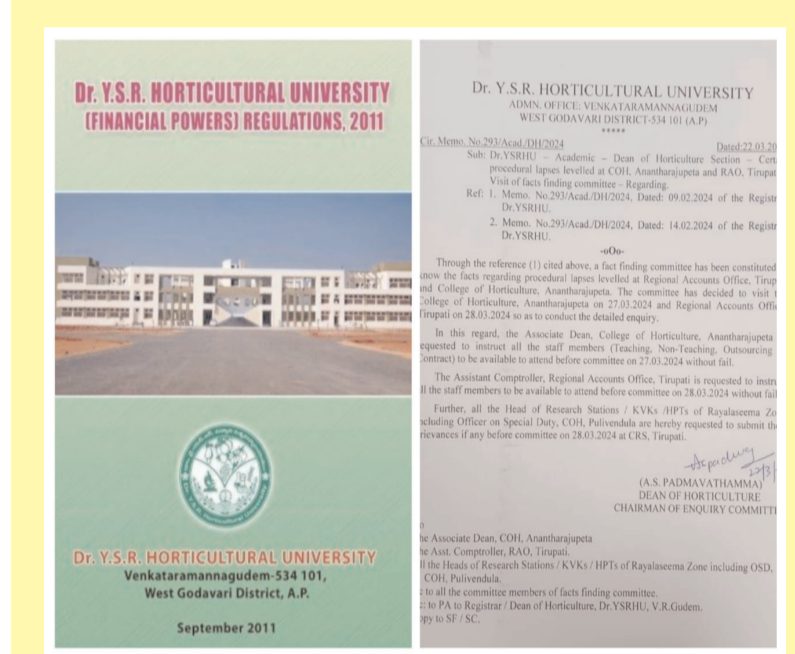 Dr. Y.S.R. HORTICULTURAL UNIVERSITY
(FINANCIAL POWERS) REGULATIONS, 2011
Dr. Y.S.R. HORTICULTURAL UNIVERSITY
Venkataramannagudem-534 101,
West Godavari District, A.P.
September 2011
Dr. Y.S.R. HORTICULTURAL UNIVERSITY
ADMN. OFFICE: VENKATARAMANNAGUDEM
WEST GODAVARI DISTRICT-534 101 (A.P)
*****
Cir. Memo. No.293/Acad./DH/2024 Dated:22.03.20
Sub: Dr.YSRHU – Academic – Dean of Horticulture Section – Cert
procedural lapses levelled at COH, Anantharajupeta and RAO, Tirupat
Visit of facts finding committee – Regarding.
Ref: 1. Memo. No.293/Acad./DH/2024, Dated: 09.02.2024 of the Registr
Dr.YSRHU.
2. Memo. No.293/Acad./DH/2024, Dated: 14.02.2024 of the Registr
Dr.YSRHU.
-oOo-
Through the reference (1) cited above, a fact finding committee has been constituted
know the facts regarding procedural lapses levelled at Regional Accounts Office, Tirup
and College of Horticulture, Anantharajupeta. The committee has decided to visit t
College of Horticulture, Anantharajupeta on 27.03.2024 and Regional Accounts Offi
Tirupati on 28.03.2024 so as to conduct the detailed enquiry.
In this regard, the Associate Dean, College of Horticulture, Anantharajupeta
equested to instruct all the staff members (Teaching, Non-Teaching, Outsourcing
Contract) to be available to attend before committee on 27.03.2024 without fail.
The Assistant Comptroller, Regional Accounts Office, Tirupati is requested to instru
ll the staff members to be available to attend before committee on 28.03.2024 without fail
Further, all the Head of Research Stations / KVKs /HPTs of Rayalaseema Zo
ncluding Officer on Special Duty, COH, Pulivendula are hereby requested to submit the
rievances if any before committee on 28.03.2024 at CRS, Tirupati.
(A.S. PADMAVATHAMMA)
DEAN OF HORTICULTURE
CHAIRMAN OF ENQUIRY COMMITT
o
he Associate Dean, COH, Anantharajupeta
he Asst. Comptroller, RAO, Tirupati.
ll the Heads of Research Stations / KVKs / HPTs of Rayalaseema Zone including OSD,
COH, Pulivendula.
to all the committee members of facts finding committee.
to PA to Registrar / Dean of Horticulture, Dr.YSRHU, V.R.Gudem.
opy to SF / SC.